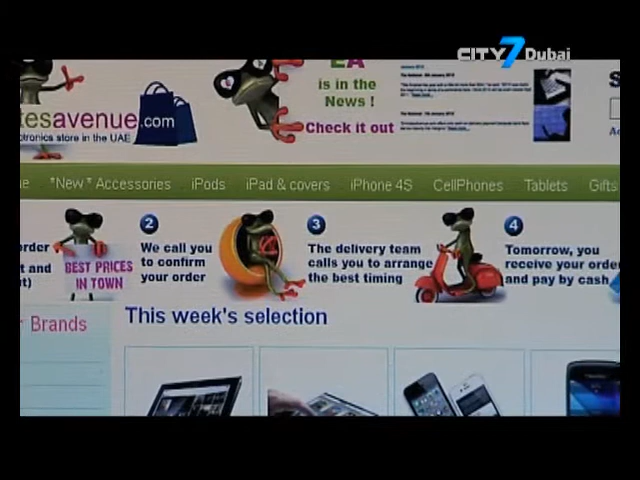 CITY7 Dubai
EA
is in the
News !
Check it out
tesavenue.com
ctronics store in the UAE
*New* Accessories
iPods
iPad & covers
iPhone 4S
CellPhones
Tablets
Gifts
order
t and
BEST PRICES
IN TOWN
2
We call you
to confirm
your order
3
The delivery team
calls you to arrange
the best timing
4
Tomorrow, you
receive your order
and pay by cash
Brands
This week's selection